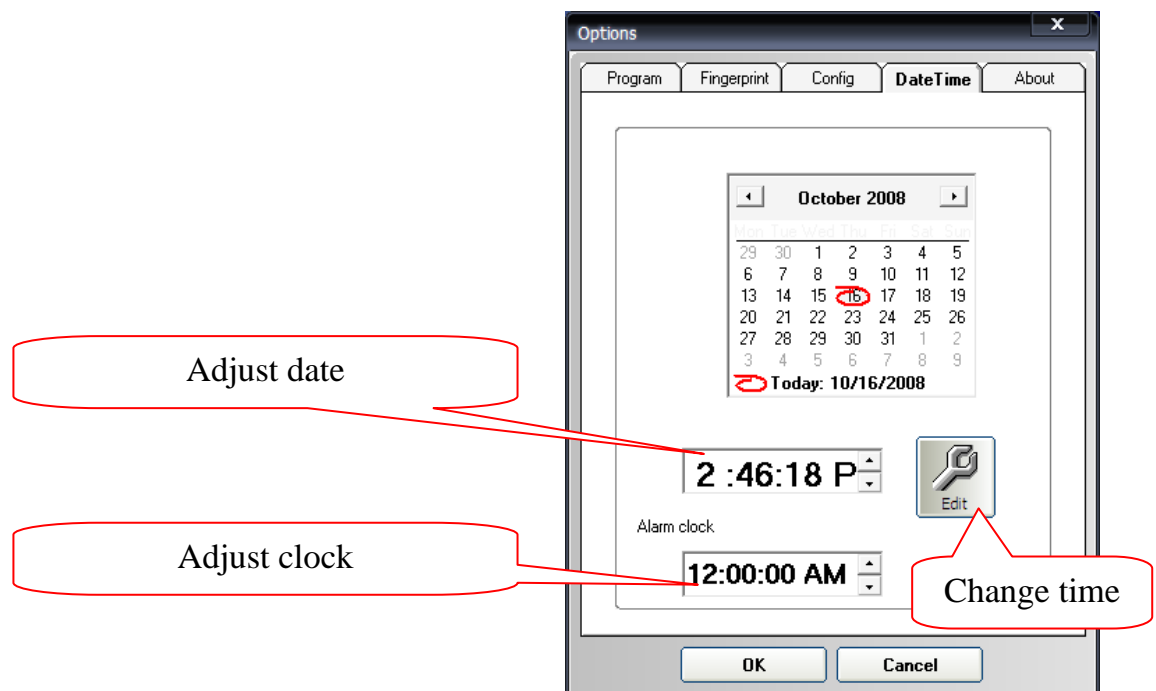 Options
x
Program Fingerprint Config DateTime About
October 2008
Mon Tue Wed Thu Fri Sat Sun
29 30 1 2 3 4 5
6 7 8 9 10 11 12
13 14 15 16 17 18 19
20 21 22 23 24 25 26
27 28 29 30 31 1 2
3 4 5 6 7 8 9
Today: 10/16/2008
Adjust date
2 :46:18 P
Edit
Alarm clock
Adjust clock
12:00:00 AM
Change time
OK Cancel